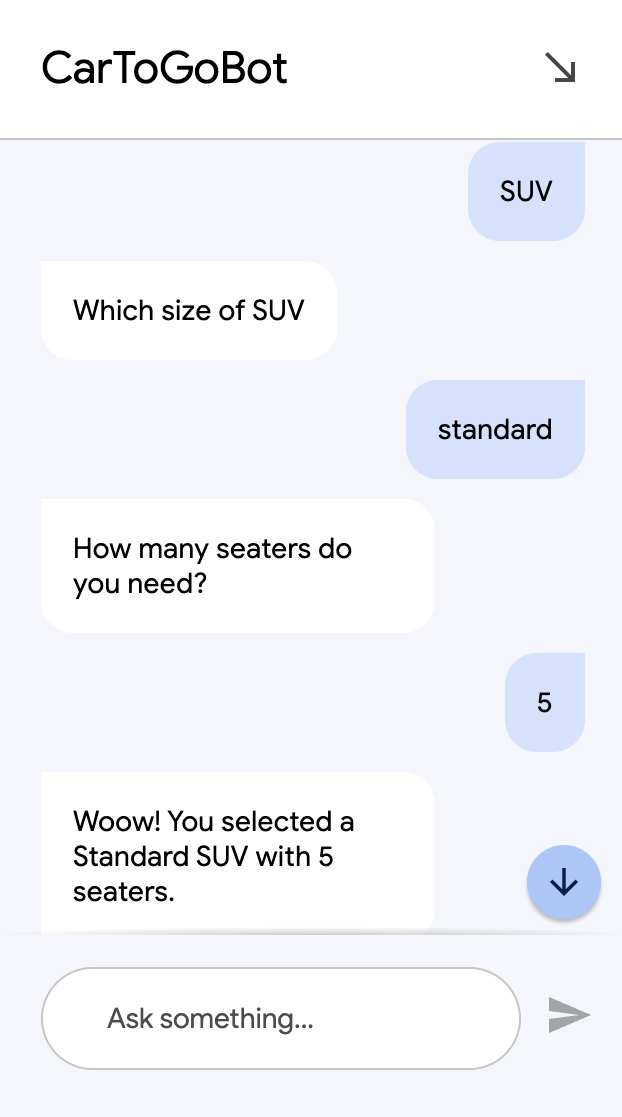 CarToGoBot
SUV
Which size of SUV
standard
How many seaters do
you need?
5
Woow! You selected a
Standard SUV with 5
seaters.
Ask something...